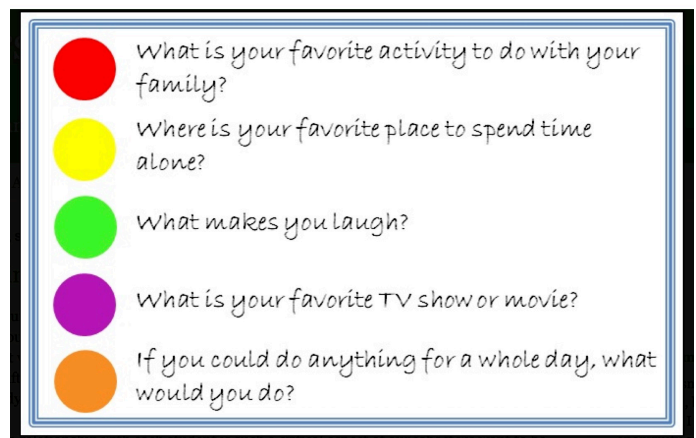 What is your favorite activity to do with your
family?
Where is your favorite place to spend time
alone?
What makes you laugh?
What is your favorite TV show or movie?
If you could do anything for a whole day, what
would you do?